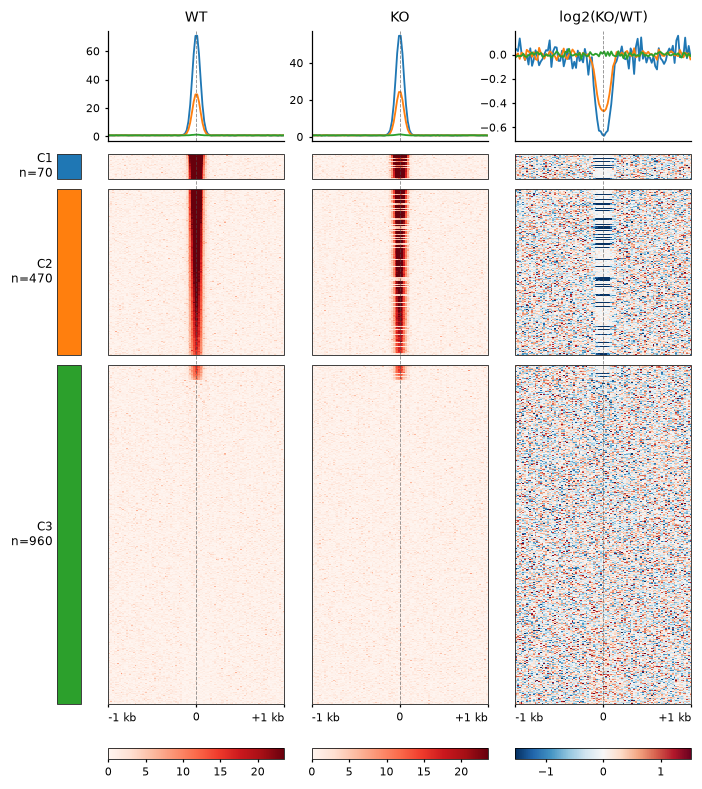 WT KO log2(KO/WT)
60
40
20
0
40
20
0
0.0
−0.2
−0.4
−0.6
C1
n=70
C2
n=470
C3
n=960
-1 kb 0 +1 kb -1 kb 0 +1 kb -1 kb 0 +1 kb
0 5 10 15 20 0 5 10 15 20 −1 0 1